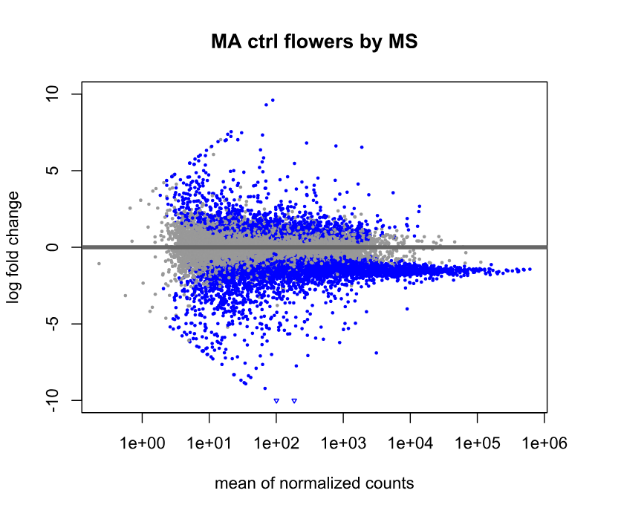 MA ctrl flowers by MS
10
5
0
-5
-10
log fold change
1e+00 1e+01 1e+02 1e+03 1e+04 1e+05 1e+06
mean of normalized counts